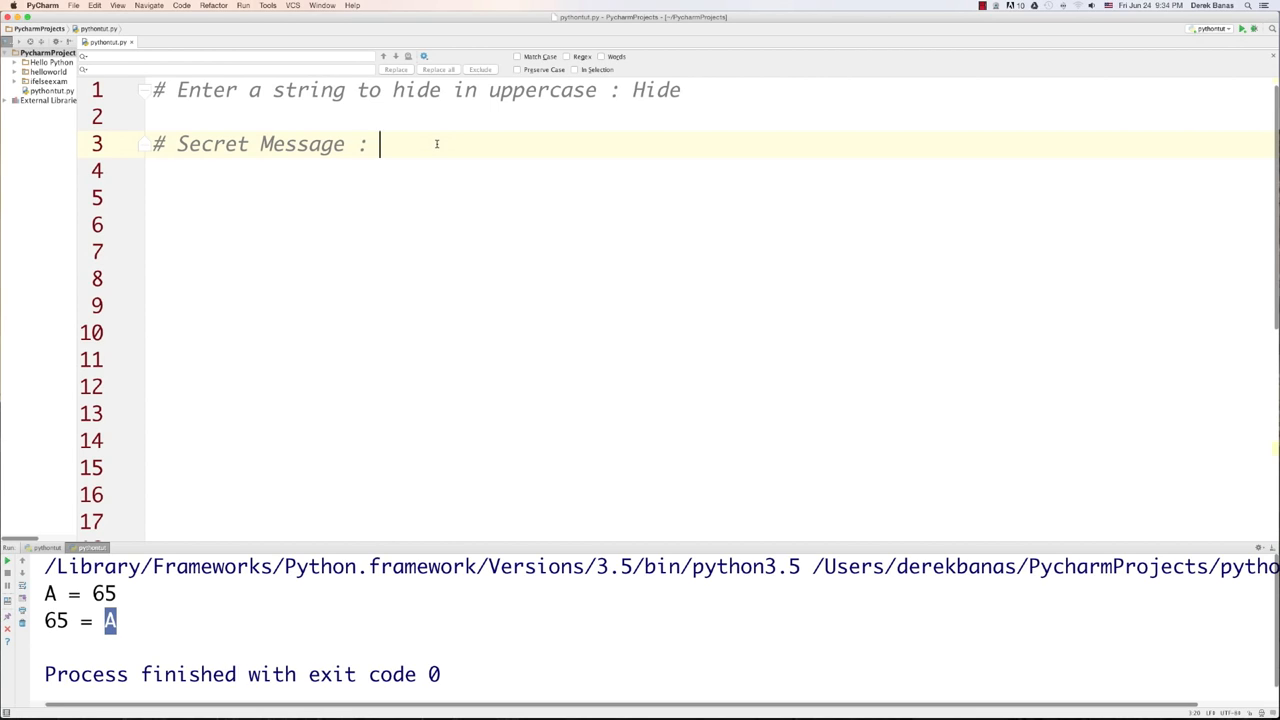 PyCharm File Edit View Navigate Code Refactor Run Tools VCS Window Help
10 Fri Jun 24 9:34 PM Derek Banas
pythontut.py - PycharmProjects - [~/PycharmProjects]
PycharmProjects pythontut.py
pythontut
pythontut.py ×
PycharmProject
Hello Python
helloworld
ifelseexam
pythontut.py
External Librarie
Match Case Regex Words
Replace Replace all Exclude Preserve Case In Selection
1 # Enter a string to hide in uppercase : Hide
2
3 # Secret Message :
4
5
6
7
8
9
10
11
12
13
14
15
16
17
Run: pythontut pythontut
/Library/Frameworks/Python.framework/Versions/3.5/bin/python3.5 /Users/derekbanas/PycharmProjects/pytho
A = 65
65 = A
Process finished with exit code 0
3:20 LF÷ UTF-8÷